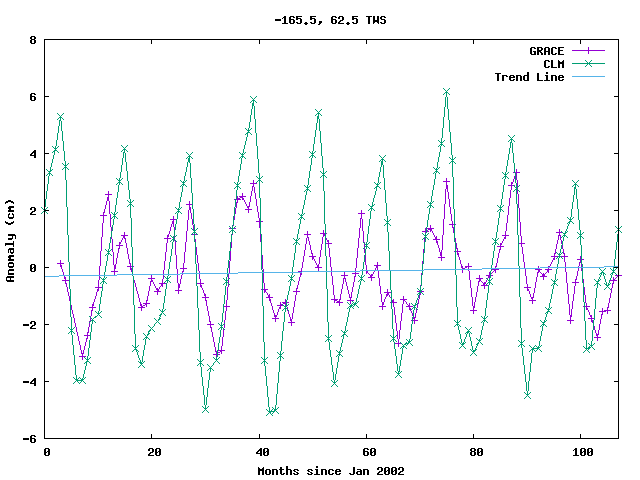 -165.5, 62.5 TWS
GRACE
CLM
Trend Line
8
6
4
2
0
-2
-4
-6
Anomaly (cm)
0 20 40 60 80 100
Months since Jan 2002